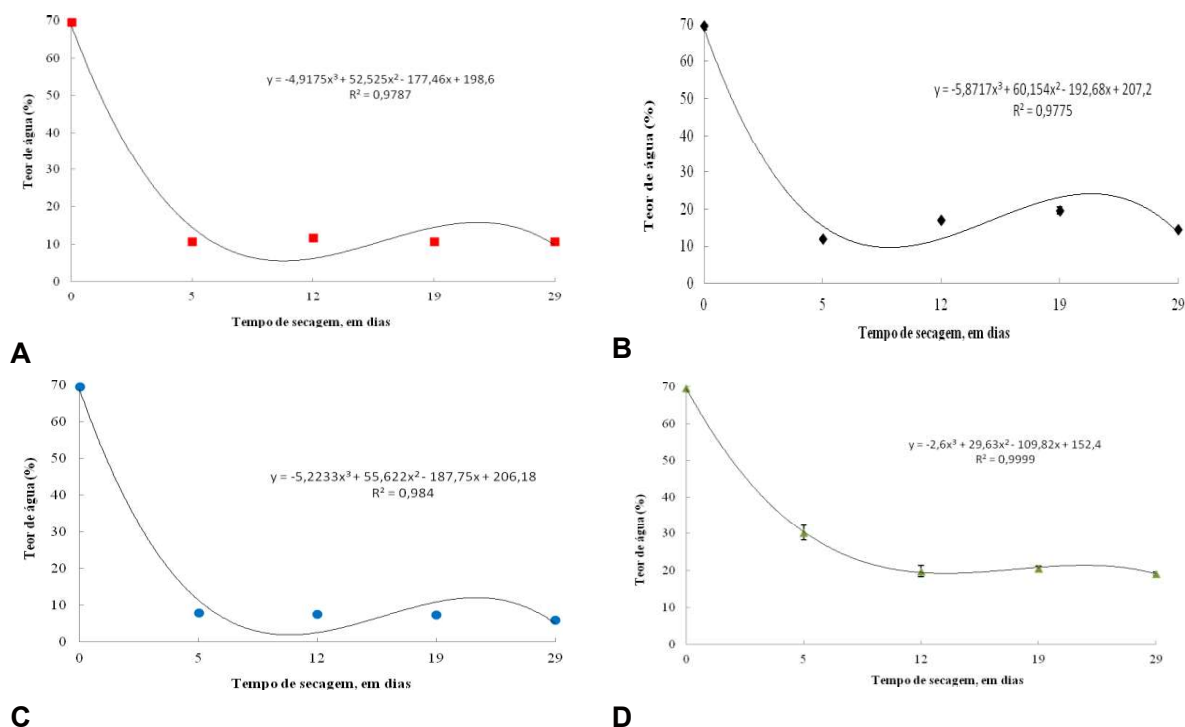 70
60
50
40
30
20
10
0
Teor de água (%)
y = -4,9175x³ + 52,525x² - 177,46x + 198,6
R² = 0,9787
0 5 12 19 29
Tempo de secagem, em dias
A
70
60
50
40
30
20
10
0
Teor de água (%)
y = -5,8717x³ + 60,154x² - 192,68x + 207,2
R² = 0,9775
0 5 12 19 29
Tempo de secagem, em dias
B
70
60
50
40
30
20
10
0
Teor de água (%)
y = -5,2233x³ + 55,622x² - 187,75x + 206,18
R² = 0,984
0 5 12 19 29
Tempo de secagem, em dias
C
70
60
50
40
30
20
10
0
Teor de água (%)
y = -2,6x³ + 29,63x² - 109,82x + 152,4
R² = 0,9999
0 5 12 19 29
Tempo de secagem, em dias
D